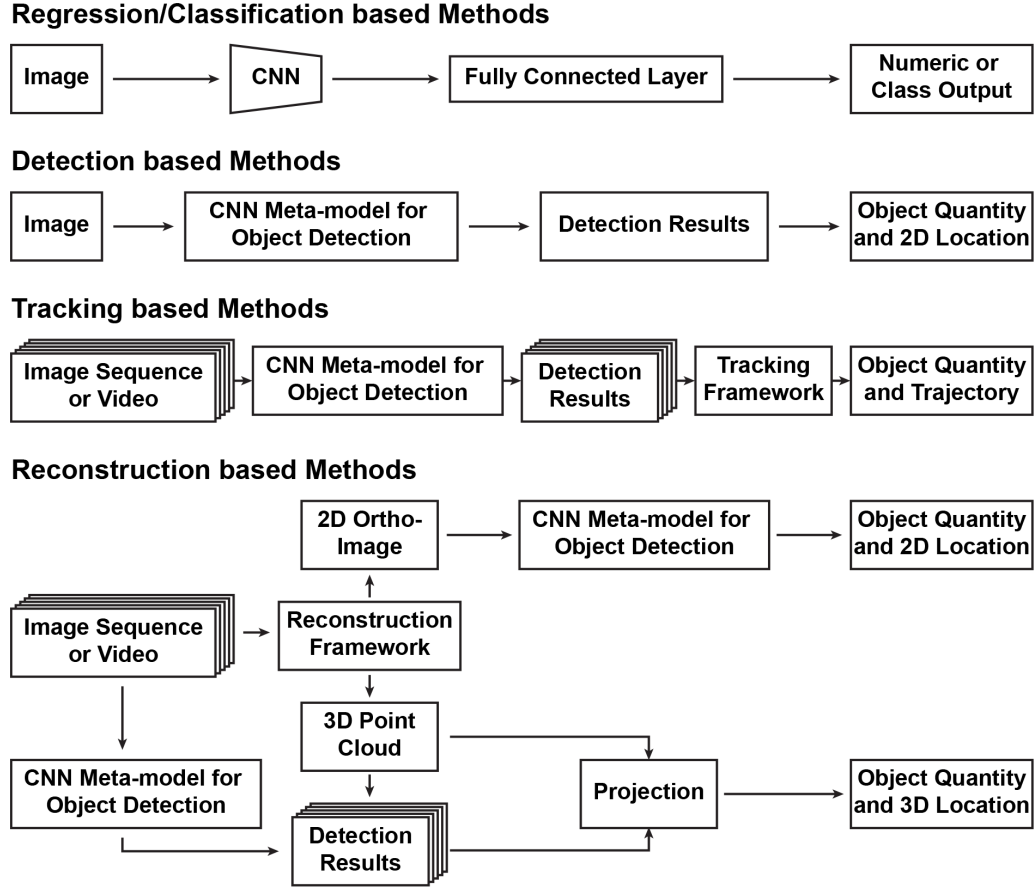 Regression/Classification based Methods
Image
CNN
Fully Connected Layer
Numeric or
Class Output
Detection based Methods
Image
CNN Meta-model for
Object Detection
Detection Results
Object Quantity
and 2D Location
Tracking based Methods
Image Sequence
or Video
CNN Meta-model for
Object Detection
Detection
Results
Tracking
Framework
Object Quantity
and Trajectory
Reconstruction based Methods
2D Ortho-
Image
CNN Meta-model for
Object Detection
Object Quantity
and 2D Location
Image Sequence
or Video
Reconstruction
Framework
3D Point
Cloud
CNN Meta-model for
Object Detection
Projection
Object Quantity
and 3D Location
Detection
Results